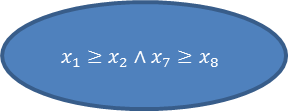 x₁ ≥ x₂ ∧ x₇ ≥ x₈